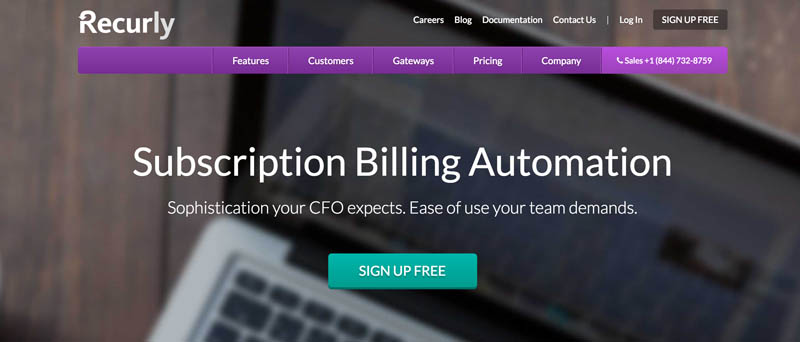 Recurly
Careers Blog Documentation Contact Us | Log In SIGN UP FREE
Features Customers Gateways Pricing Company Sales +1 (844) 732-8759
Subscription Billing Automation
Sophistication your CFO expects. Ease of use your team demands.
SIGN UP FREE